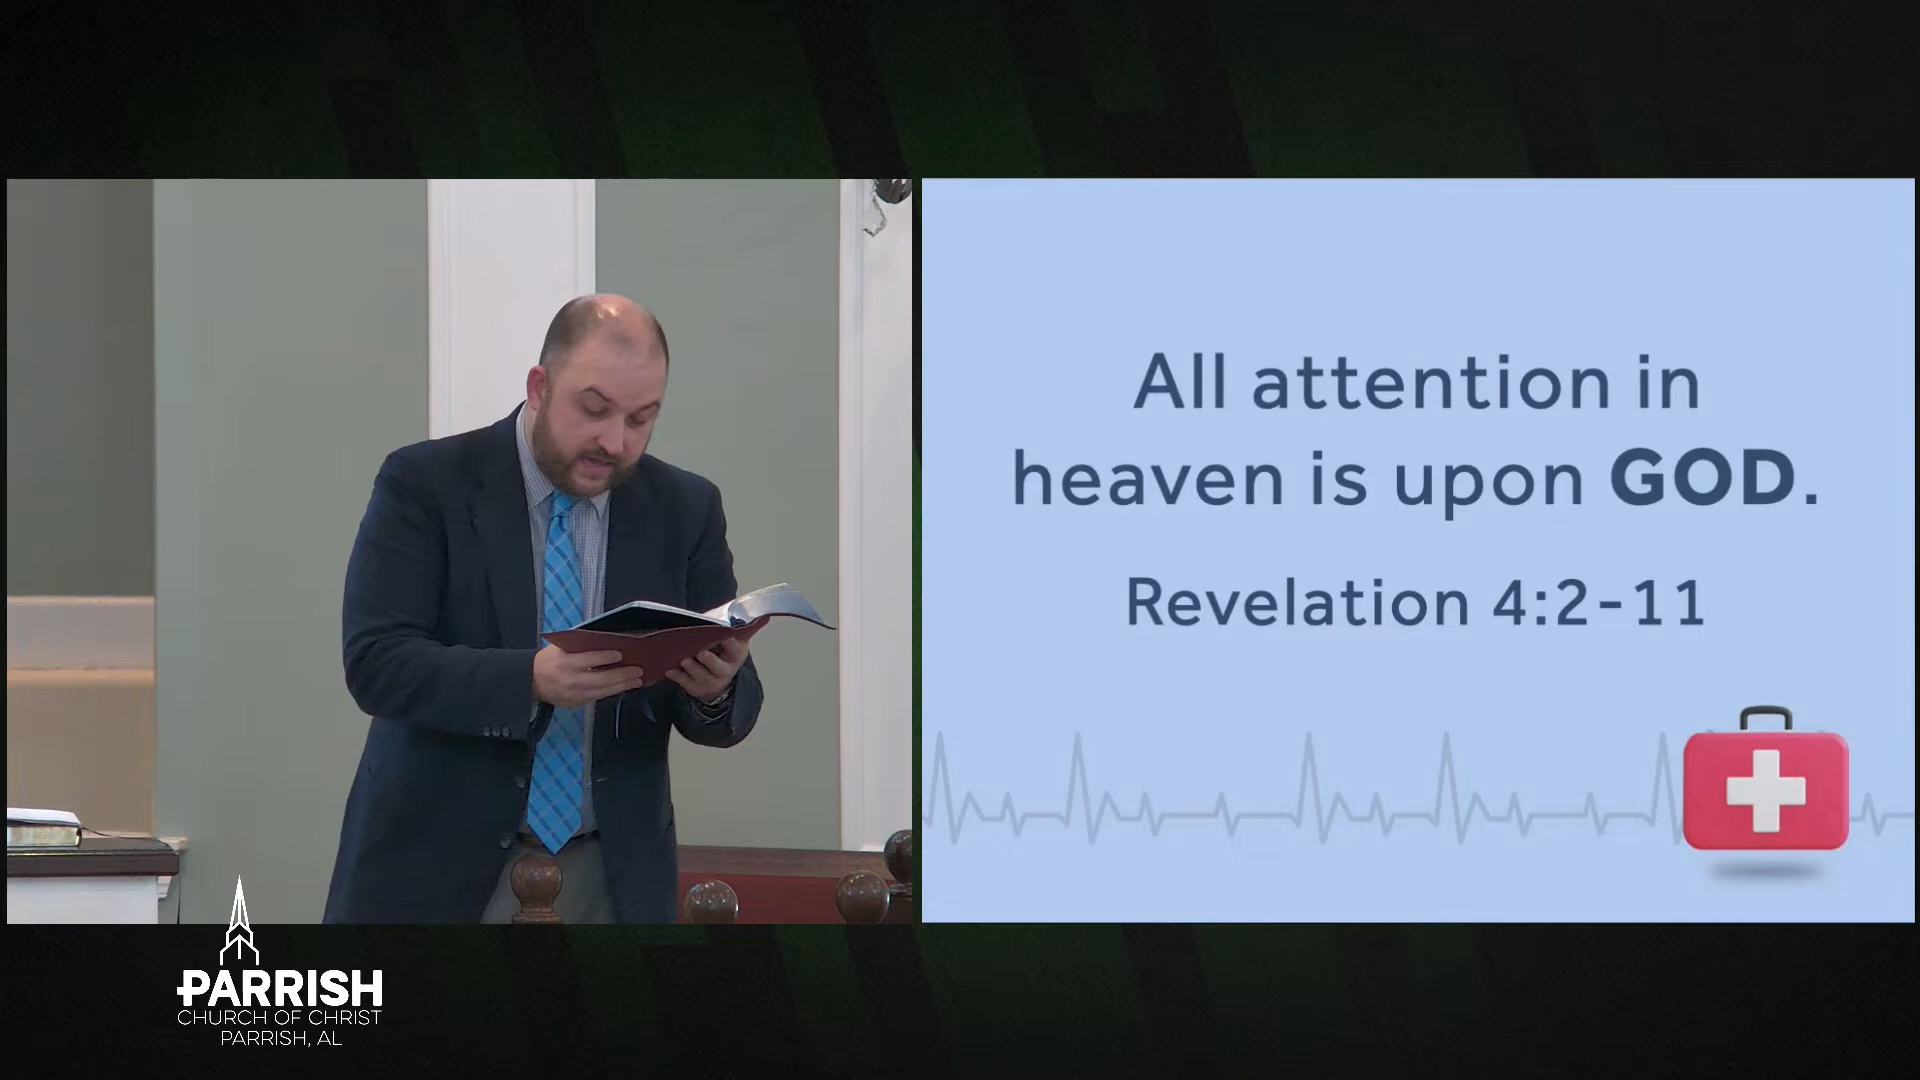 All attention in
heaven is upon GOD.
Revelation 4:2-11
PARRISH
CHURCH OF CHRIST
PARRISH, AL